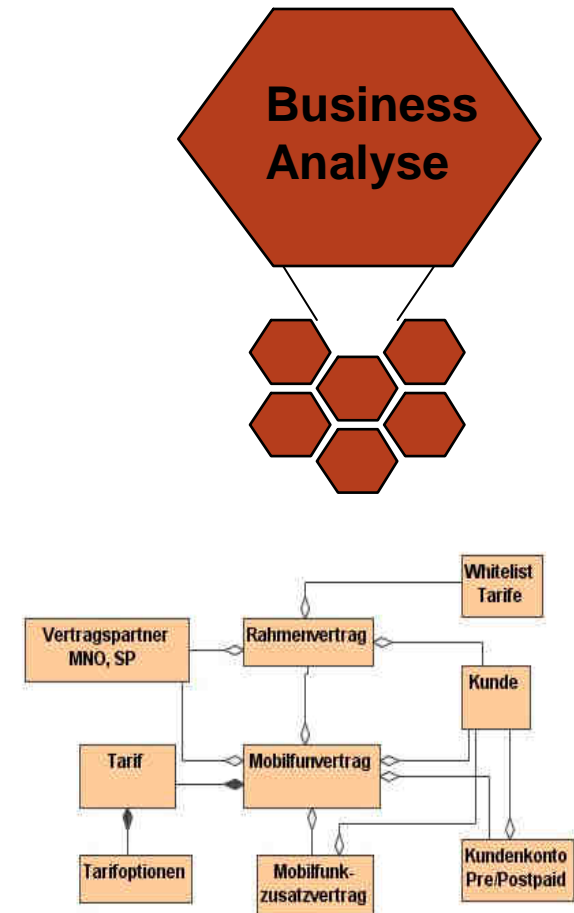 Business
Analyse
Whitelist
Tarife
Vertragspartner
MNO, SP
Rahmenvertrag
Kunde
Tarif
Mobilfunvertrag
Tarifoptionen
Mobilfunk-
zusatzvertrag
Kundenkonto
Pre/Postpaid